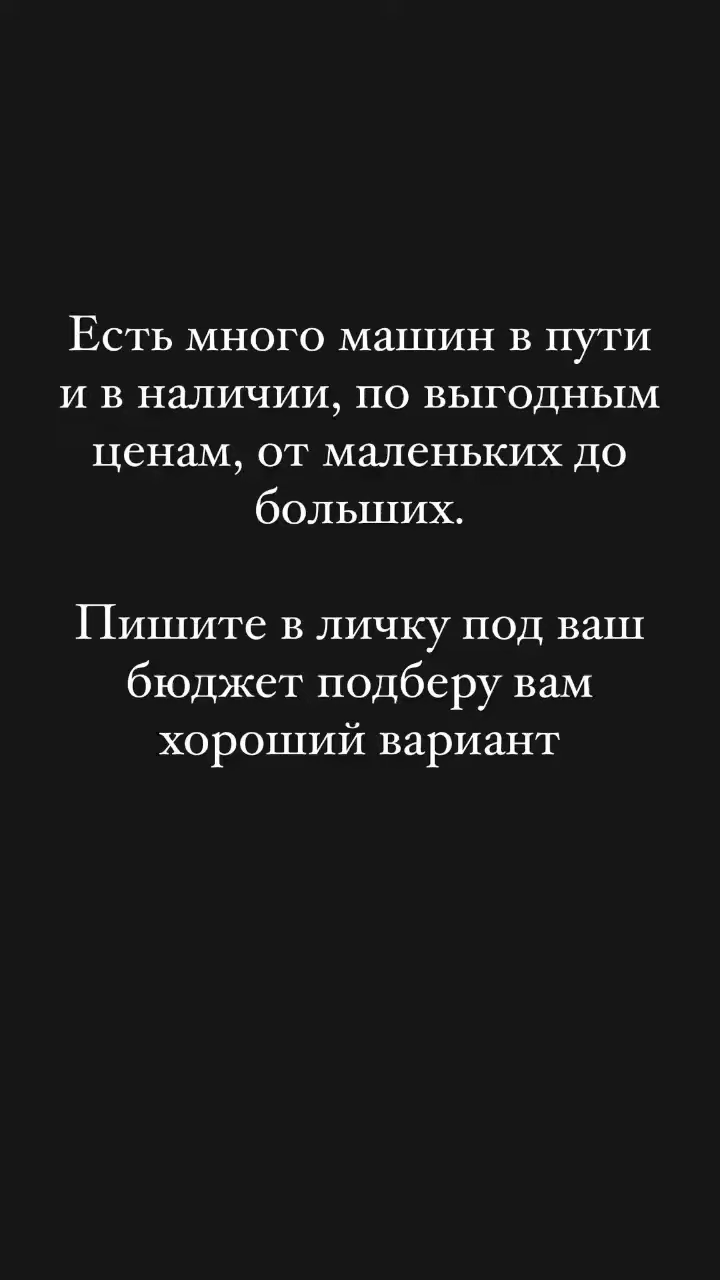 Есть много машин в пути
и в наличии, по выгодным
ценам, от маленьких до
больших.
Пишите в личку под ваш
бюджет подберу вам
хороший вариант